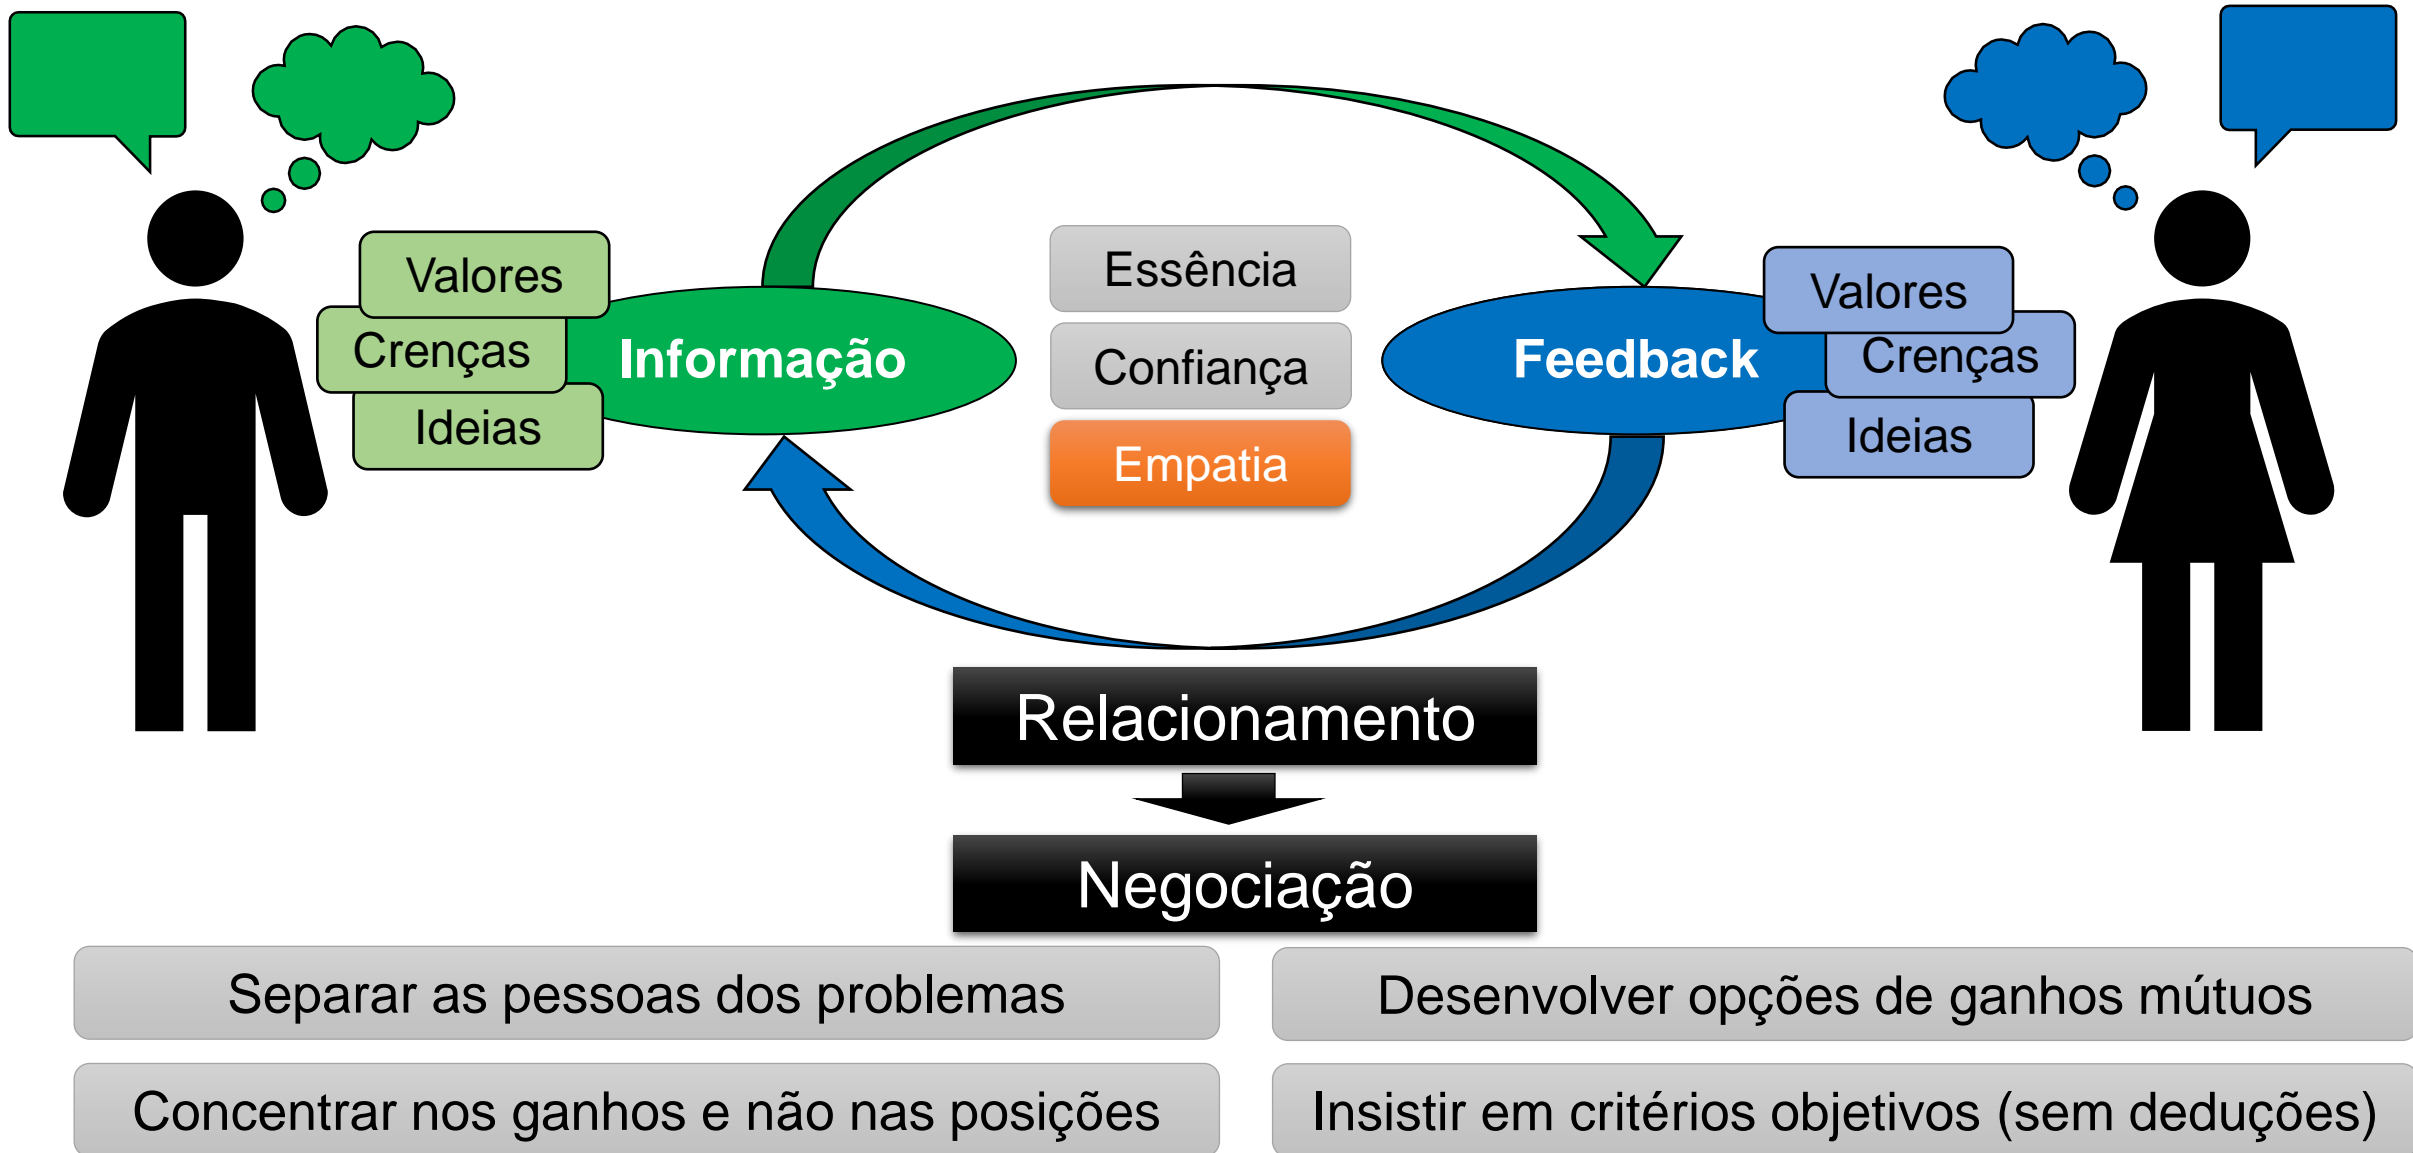 Valores
Crenças
Ideias
Informação
Essência
Confiança
Empatia
Feedback
Valores
Crenças
Ideias
Relacionamento
Negociação
Separar as pessoas dos problemas
Desenvolver opções de ganhos mútuos
Concentrar nos ganhos e não nas posições
Insistir em critérios objetivos (sem deduções)